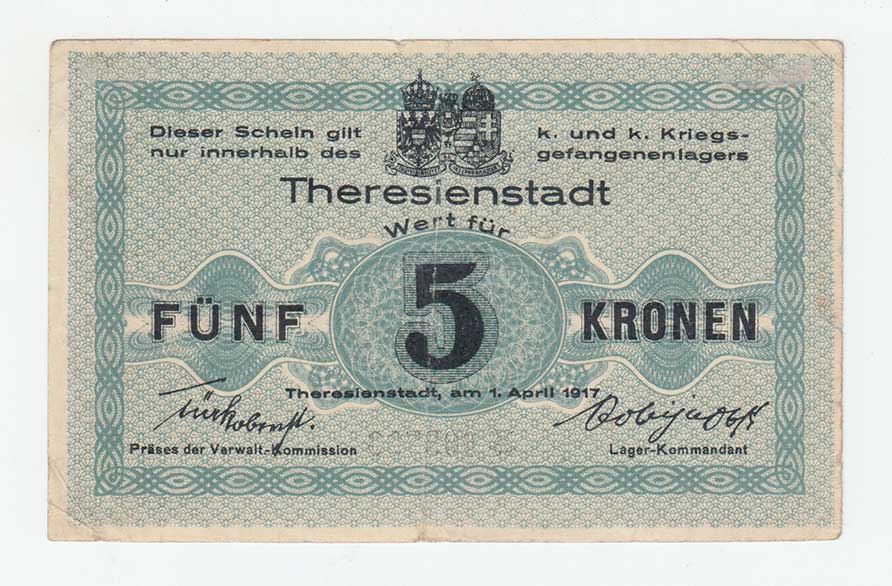 Dieser Schein gilt k. und k. Kriegs-
nur innerhalb des gefangenenlagers
Theresienstadt
Wert für
FÜNF 5 KRONEN
Theresienstadt, am 1. April 1917
Präses der Verwalt.-Kommission Lager-Kommandant